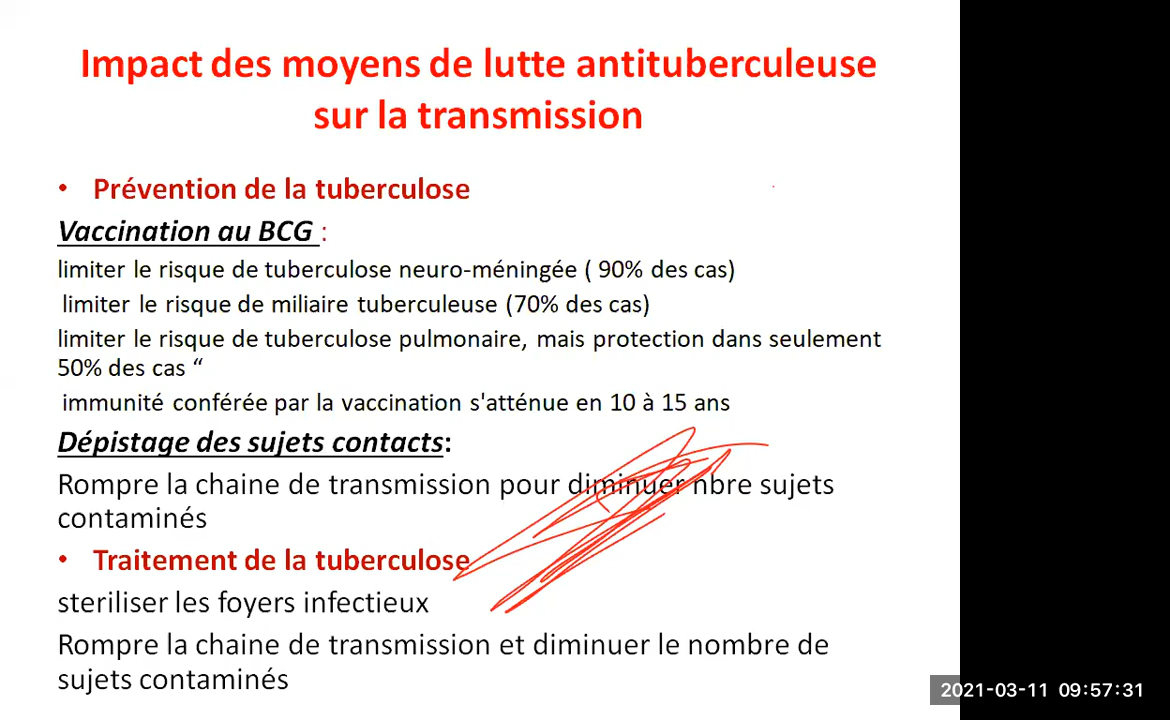 Impact des moyens de lutte antituberculeuse
sur la transmission
• Prévention de la tuberculose
Vaccination au BCG :
limiter le risque de tuberculose neuro-méningée ( 90% des cas)
limiter le risque de miliaire tuberculeuse (70% des cas)
limiter le risque de tuberculose pulmonaire, mais protection dans seulement
50% des cas “
immunité conférée par la vaccination s'atténue en 10 à 15 ans
Dépistage des sujets contacts:
Rompre la chaine de transmission pour diminuer nbre sujets
contaminés
• Traitement de la tuberculose
steriliser les foyers infectieux
Rompre la chaine de transmission et diminuer le nombre de
sujets contaminés
2021-03-11 09:57:31